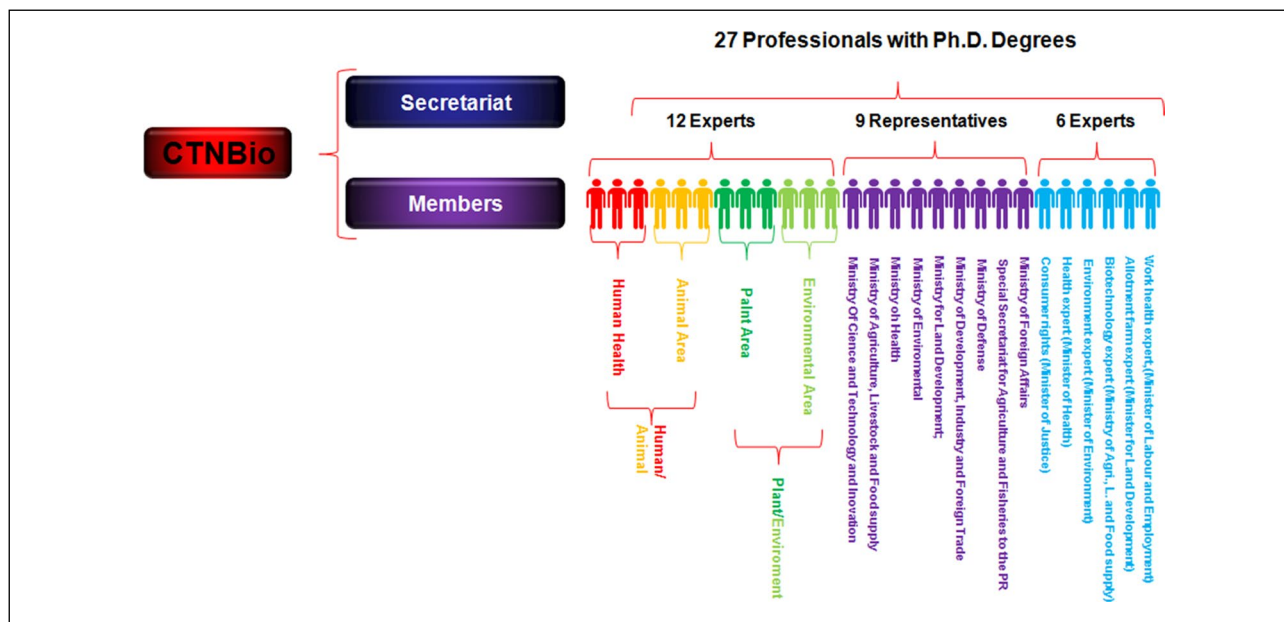 27 Professionals with Ph.D. Degrees
Secretariat
CTNBio
Members
12 Experts
9 Representatives
6 Experts
Human Health
Animal Area
Palnt Area
Environmental Area
Human/
Animal
Plant/Enviroment
Ministry Of Cience and Technology and Inovation
Ministry of Agriculture, Livestock and Food supply
Ministry oh Health
Ministry of Enviromental
Ministry for Land Development;
Ministry of Development, Industry and Foreign Trade
Ministry of Defense
Special Secretariat for Agriculture and Fisheries to the PR
Ministry of Foreign Affairs
Consumer rights (Minister of Justice)
Health expert (Minister of Health)
Environment expert (Minister of Environment)
Biotechnology expert (Ministry of Agri., L. and Food supply)
Allotment farm expert (Minister for Land Development)
Work health expert, (Minister of Labour and Employment)